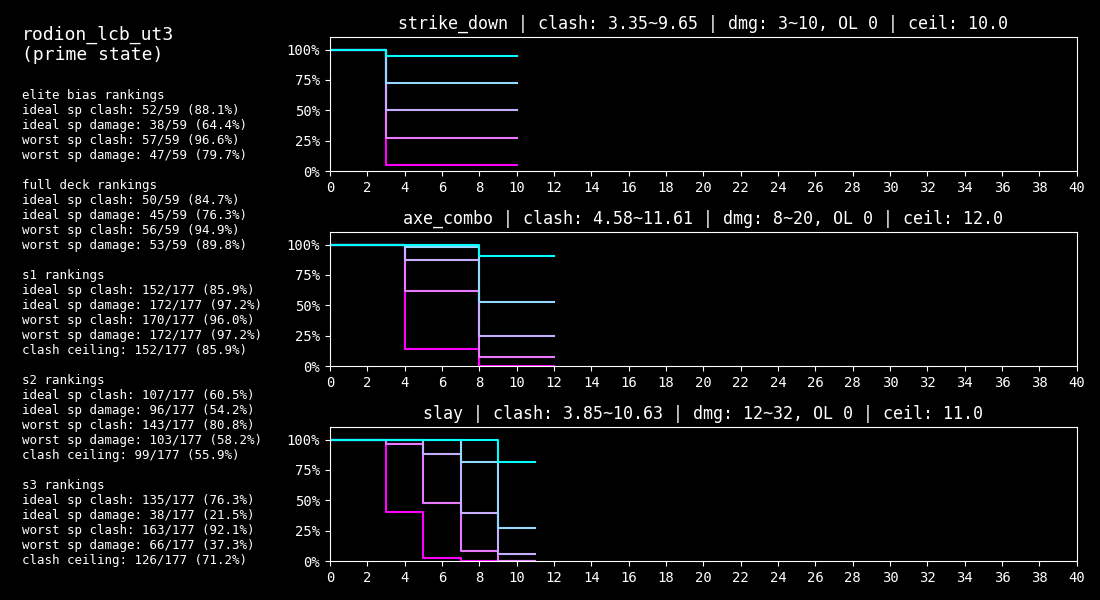 rodion_lcb_ut3
(prime state)
elite bias rankings
ideal sp clash: 52/59 (88.1%)
ideal sp damage: 38/59 (64.4%)
worst sp clash: 57/59 (96.6%)
worst sp damage: 47/59 (79.7%)
full deck rankings
ideal sp clash: 50/59 (84.7%)
ideal sp damage: 45/59 (76.3%)
worst sp clash: 56/59 (94.9%)
worst sp damage: 53/59 (89.8%)
s1 rankings
ideal sp clash: 152/177 (85.9%)
ideal sp damage: 172/177 (97.2%)
worst sp clash: 170/177 (96.0%)
worst sp damage: 172/177 (97.2%)
clash ceiling: 152/177 (85.9%)
s2 rankings
ideal sp clash: 107/177 (60.5%)
ideal sp damage: 96/177 (54.2%)
worst sp clash: 143/177 (80.8%)
worst sp damage: 103/177 (58.2%)
clash ceiling: 99/177 (55.9%)
s3 rankings
ideal sp clash: 135/177 (76.3%)
ideal sp damage: 38/177 (21.5%)
worst sp clash: 163/177 (92.1%)
worst sp damage: 66/177 (37.3%)
clash ceiling: 126/177 (71.2%)
strike_down | clash: 3.35~9.65 | dmg: 3~10, OL 0 | ceil: 10.0
100%
75%
50%
25%
0%
0 2 4 6 8 10 12 14 16 18 20 22 24 26 28 30 32 34 36 38 40
axe_combo | clash: 4.58~11.61 | dmg: 8~20, OL 0 | ceil: 12.0
100%
75%
50%
25%
0%
0 2 4 6 8 10 12 14 16 18 20 22 24 26 28 30 32 34 36 38 40
slay | clash: 3.85~10.63 | dmg: 12~32, OL 0 | ceil: 11.0
100%
75%
50%
25%
0%
0 2 4 6 8 10 12 14 16 18 20 22 24 26 28 30 32 34 36 38 40